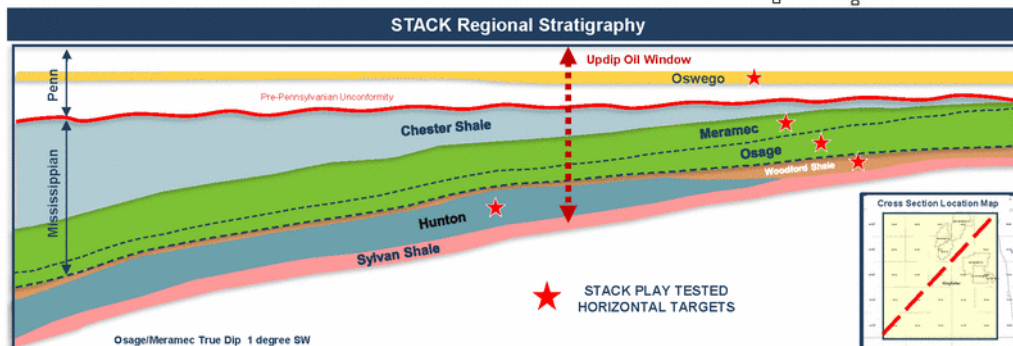 STACK Regional Stratigraphy
Penn
Updip Oil Window
Oswego
Pre-Pennsylvanian Unconformity
Mississippian
Chester Shale
Meramec
Osage
Woodford Shale
Hunton
Sylvan Shale
Cross Section Location Map
Kingfisher
STACK PLAY TESTED
HORIZONTAL TARGETS
Osage/Meramec True Dip 1 degree SW